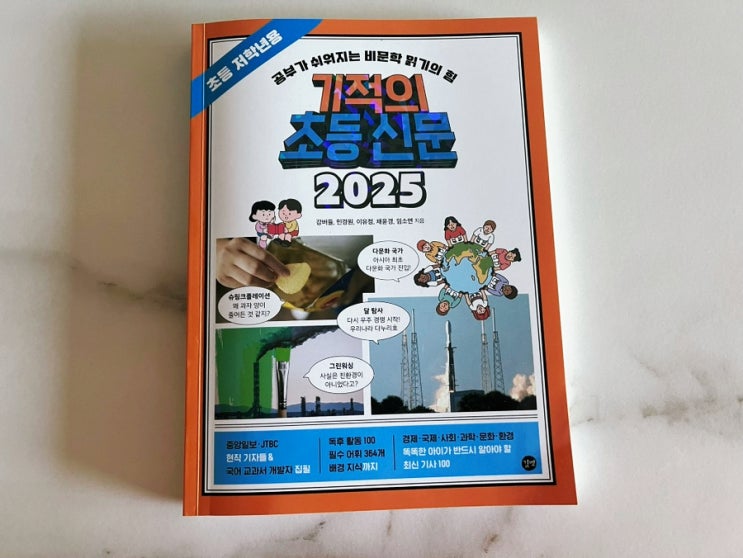 초등 저학년용
공부가 쉬워지는 비문학 읽기의 힘
기적의
초등 신문
2025
강버들, 민경원, 이유정, 채윤경, 임소연 지음
다문화 국가
아시아 최초
다문화 국가 진입!
슈링크플레이션
왜 과자 양이
줄어든 것 같지?
달 탐사
다시 우주 경쟁 시작!
우리나라 다누리호
그린워싱
사실은 친환경이
아니었다고?
중앙일보·JTBC
현직 기자들 &
국어 교과서 개발자 집필
독후 활동 100
필수 어휘 364개
배경 지식까지
경제·국제·사회·과학·문화·환경
똑똑한 아이가 반드시 알아야 할
최신 기사 100
길벗